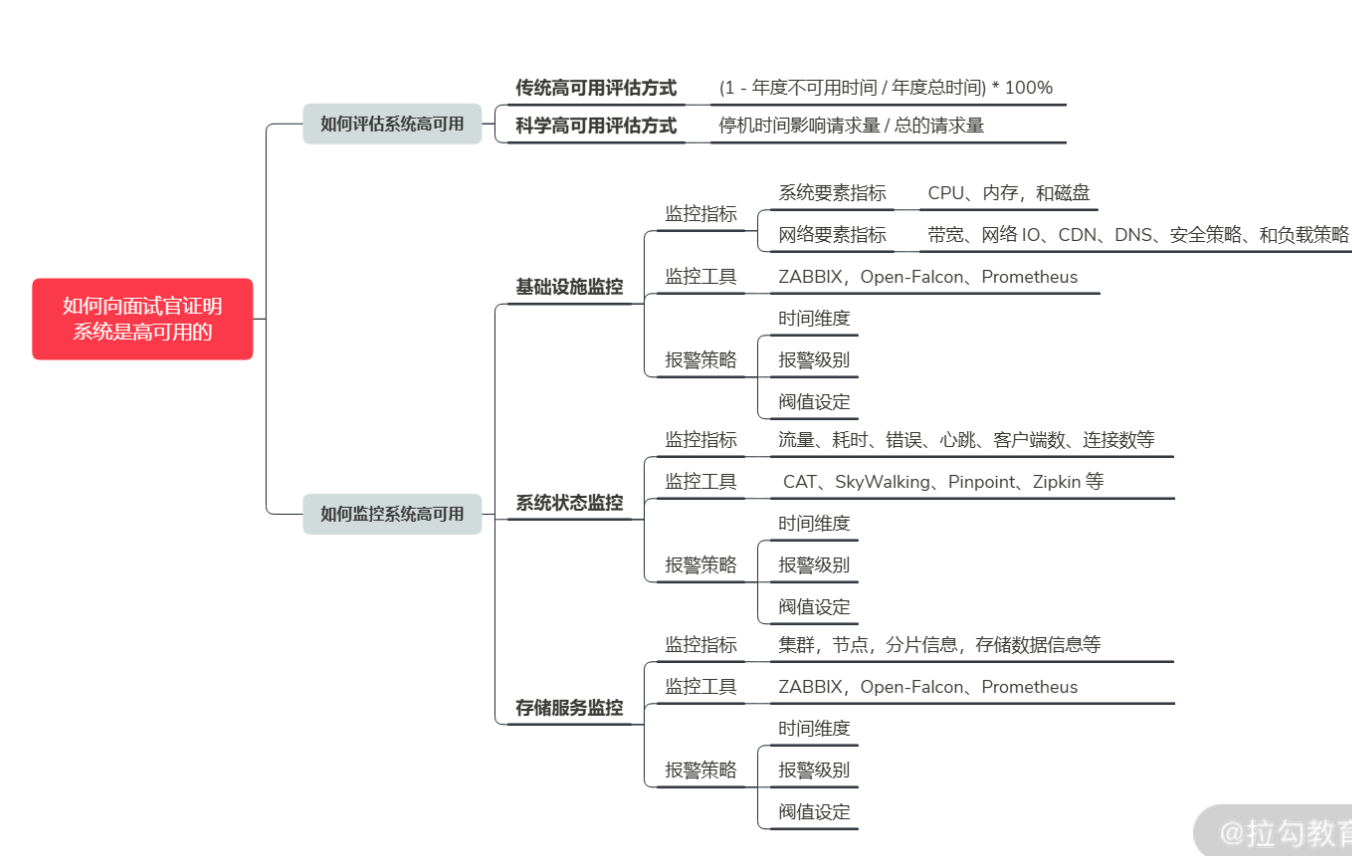 如何向面试官证明
系统是高可用的
如何评估系统高可用
传统高可用评估方式
(1 - 年度不可用时间 / 年度总时间) * 100%
科学高可用评估方式
停机时间影响请求量 / 总的请求量
如何监控系统高可用
基础设施监控
监控指标
系统要素指标
CPU、内存，和磁盘
网络要素指标
带宽、网络 IO、CDN、DNS、安全策略、和负载策略
监控工具
ZABBIX，Open-Falcon、Prometheus
报警策略
时间维度
报警级别
阀值设定
系统状态监控
监控指标
流量、耗时、错误、心跳、客户端数、连接数等
监控工具
CAT、SkyWalking、Pinpoint、Zipkin 等
报警策略
时间维度
报警级别
阀值设定
存储服务监控
监控指标
集群，节点，分片信息，存储数据信息等
监控工具
ZABBIX，Open-Falcon、Prometheus
报警策略
时间维度
报警级别
阀值设定
@拉勾教育